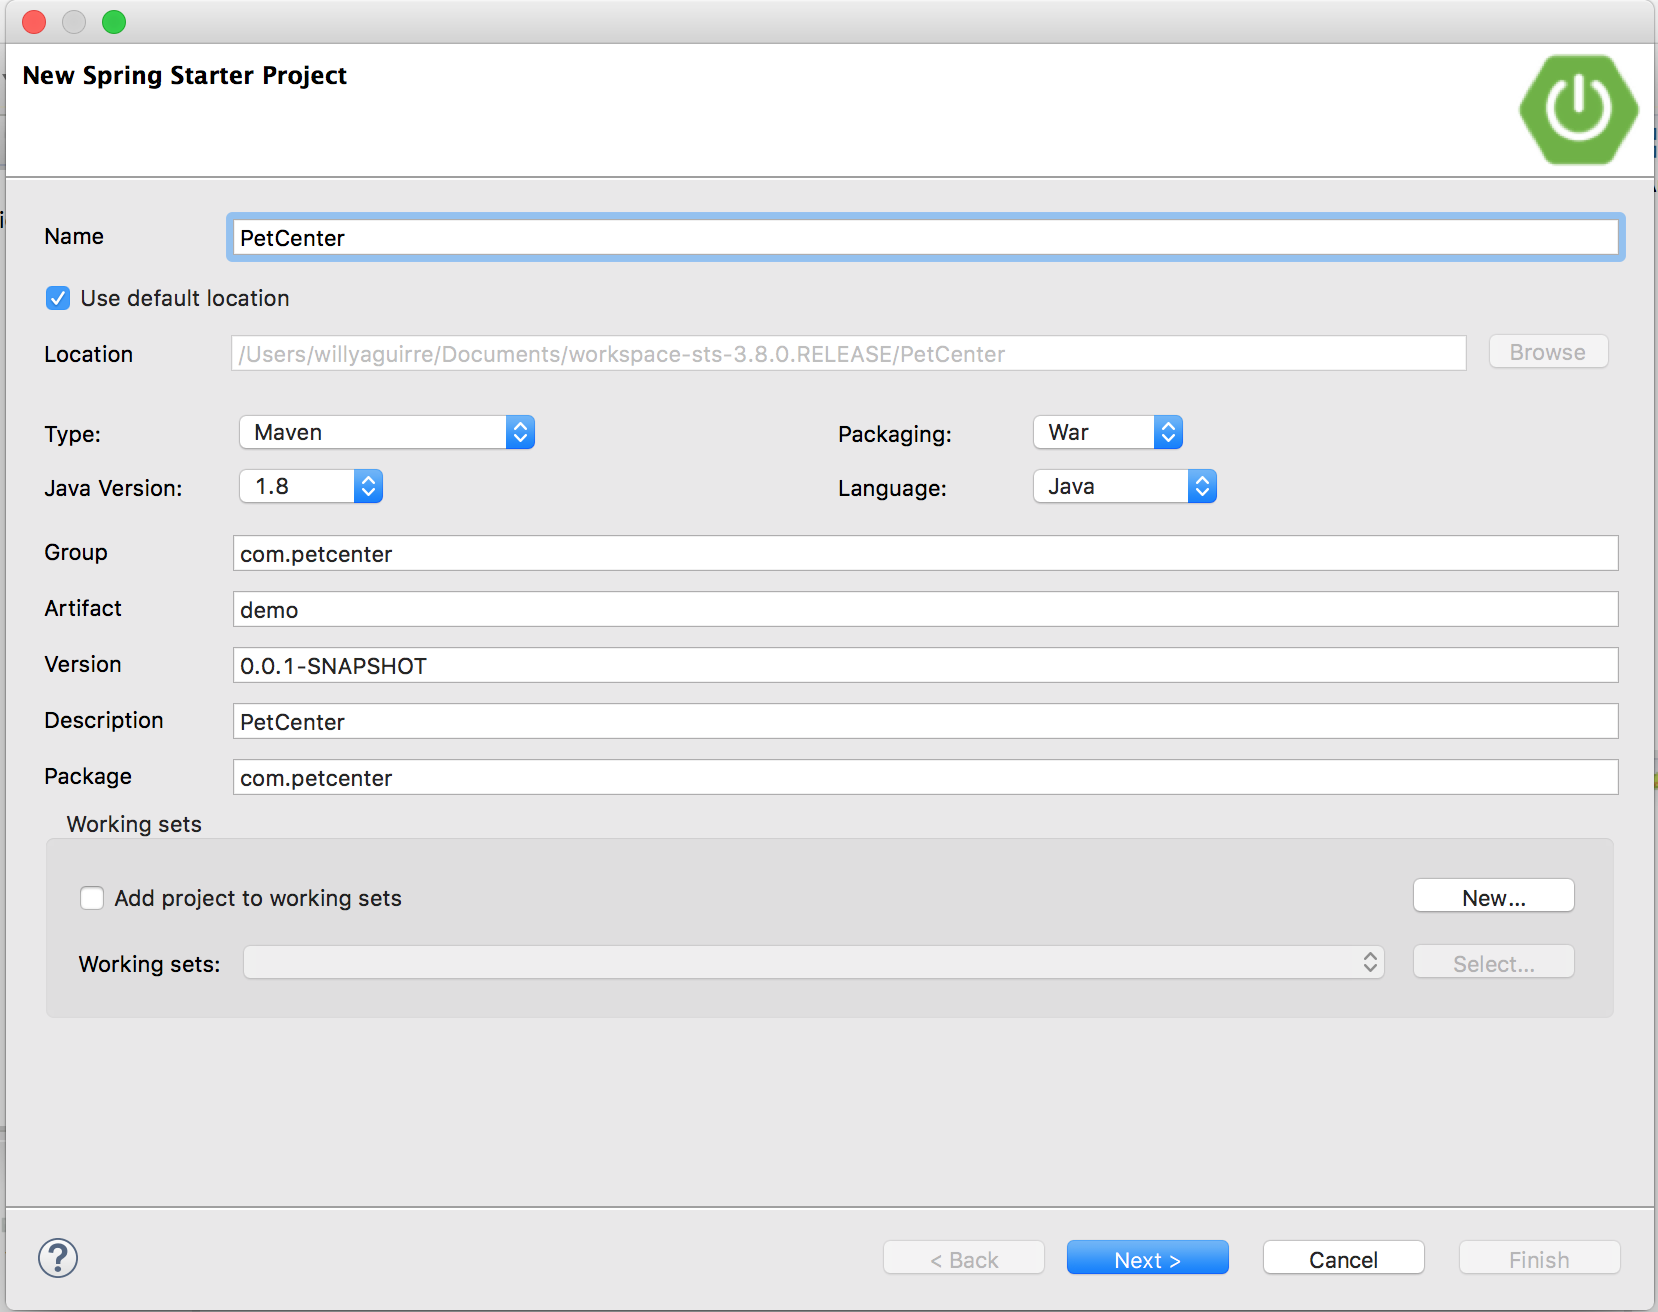 New Spring Starter Project
Name PetCenter
Use default location
Location /Users/willyaguirre/Documents/workspace-sts-3.8.0.RELEASE/PetCenter Browse
Type: Maven Packaging: War
Java Version: 1.8 Language: Java
Group com.petcenter
Artifact demo
Version 0.0.1-SNAPSHOT
Description PetCenter
Package com.petcenter
Working sets
Add project to working sets New...
Working sets: Select...
? < Back Next > Cancel Finish